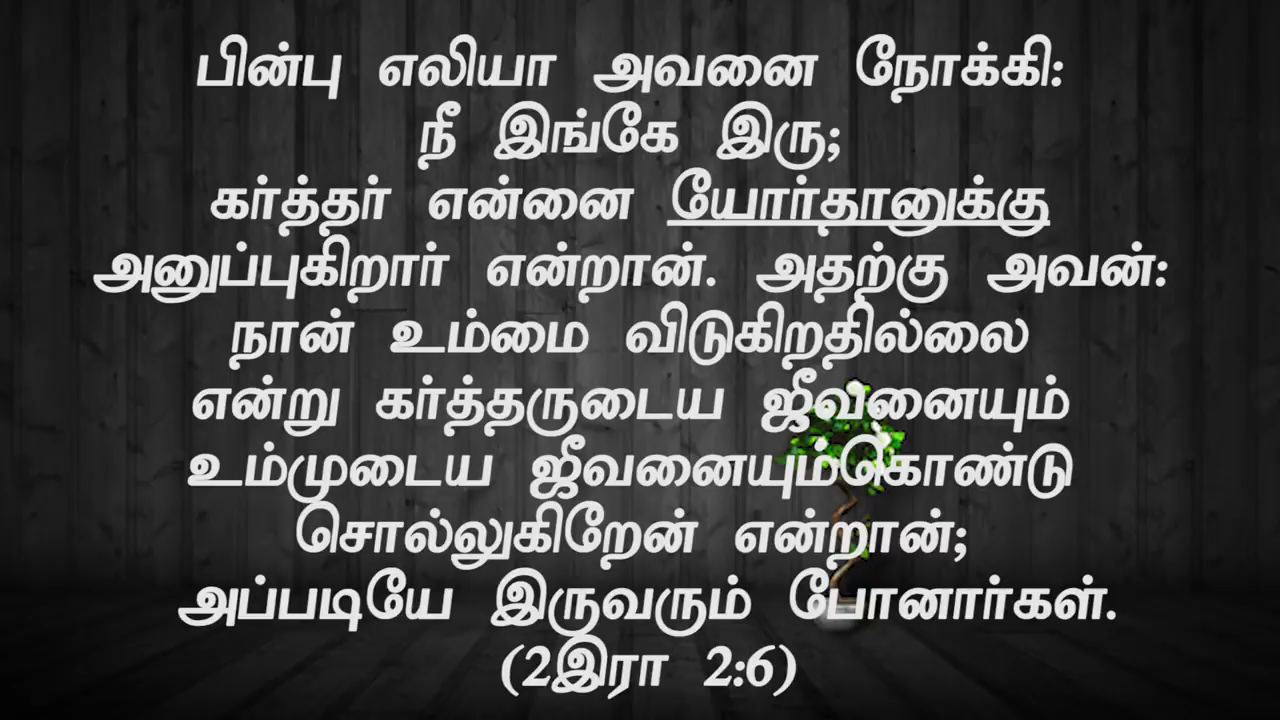 பின்பு எலியா அவனை நோக்கி:
நீ இங்கே இரு;
கர்த்தர் என்னை யோர்தானுக்கு
அனுப்புகிறார் என்றான். அதற்கு அவன்:
நான் உம்மை விடுகிறதில்லை
என்று கர்த்தருடைய ஜீவனையும்
உம்முடைய ஜீவனையும்கொண்டு
சொல்லுகிறேன் என்றான்;
அப்படியே இருவரும் போனார்கள்.
(2இரா 2:6)